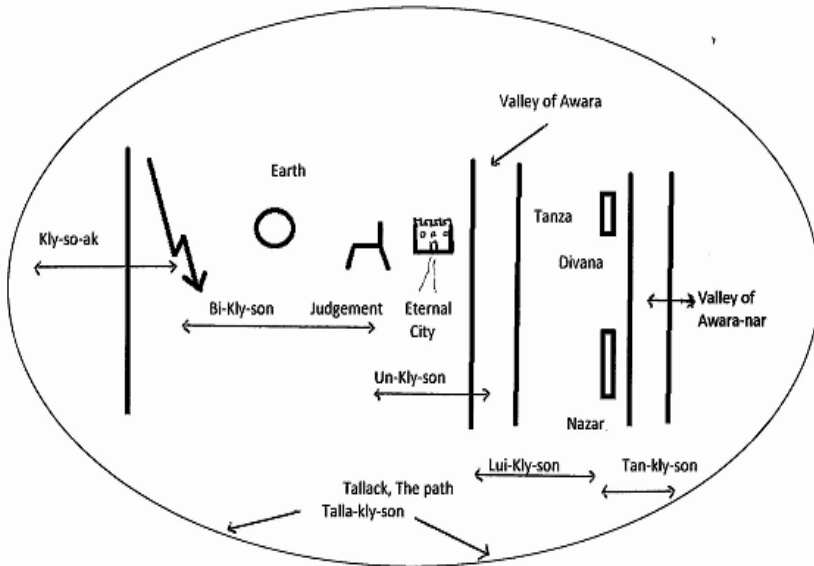 Valley of Awara
Earth
Tanza
Kly-so-ak
Divana
Bi-Kly-son
Judgement
Eternal
City
Valley of
Awara-nar
Un-Kly-son
Nazar
Lui-Kly-son
Tan-kly-son
Tallack, The path
Talla-kly-son